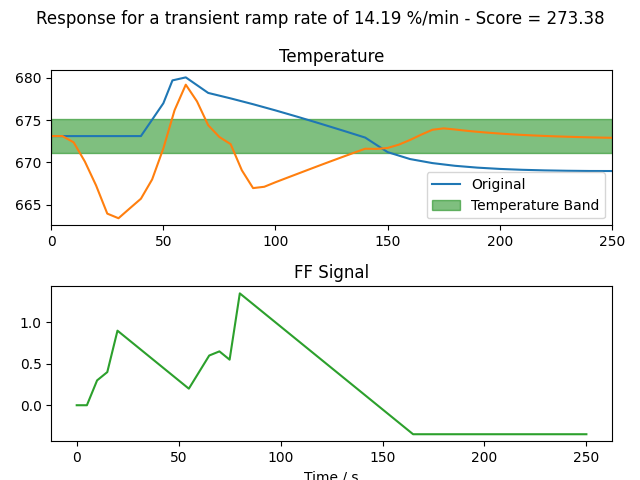 Response for a transient ramp rate of 14.19 %/min - Score = 273.38
Temperature
680
675
670
665
Original
Temperature Band
0 50 100 150 200 250
FF Signal
1.0
0.5
0.0
0 50 100 150 200 250
Time / s